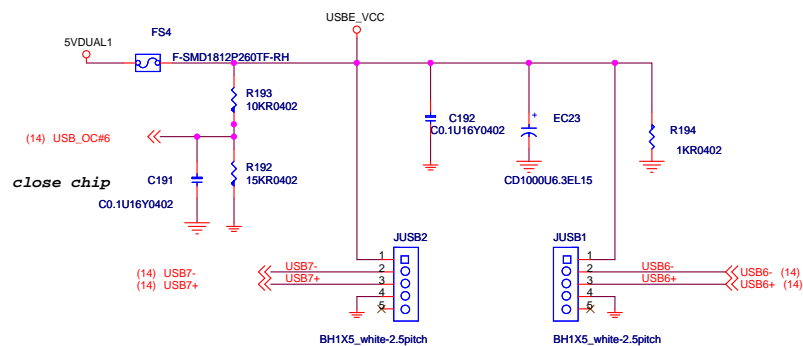 USBE_VCC
5VDUAL1
FS4
F-SMD1812P260TF-RH
R193
10KR0402
(14) USB_OC#6
close chip
C191
C0.1U16Y0402
R192
15KR0402
C192
C0.1U16Y0402
EC23
+
CD1000U6.3EL15
R194
1KR0402
JUSB2
(14) USB7-
(14) USB7+
USB7-
USB7+
1
2
3
4
5
BH1X5_white-2.5pitch
JUSB1
1
2
3
4
5
USB6-
USB6+
USB6- (14)
USB6+ (14)
BH1X5_white-2.5pitch